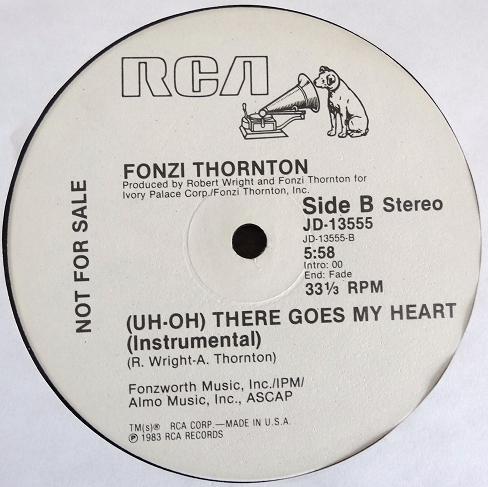 RCA
FONZI THORNTON
Produced by Robert Wright and Fonzi Thornton for
Ivory Palace Corp./Fonzi Thornton, Inc.
NOT FOR SALE
Side B Stereo
JD-13555
JD-13555-B
5:58
Intro: 00
End: Fade
33⅓ RPM
(UH-OH) THERE GOES MY HEART
(Instrumental)
(R. Wright-A. Thornton)
Fonzworth Music, Inc./IPM/
Almo Music, Inc., ASCAP
TM(s)® RCA CORP.—MADE IN U.S.A.
℗ 1983 RCA RECORDS